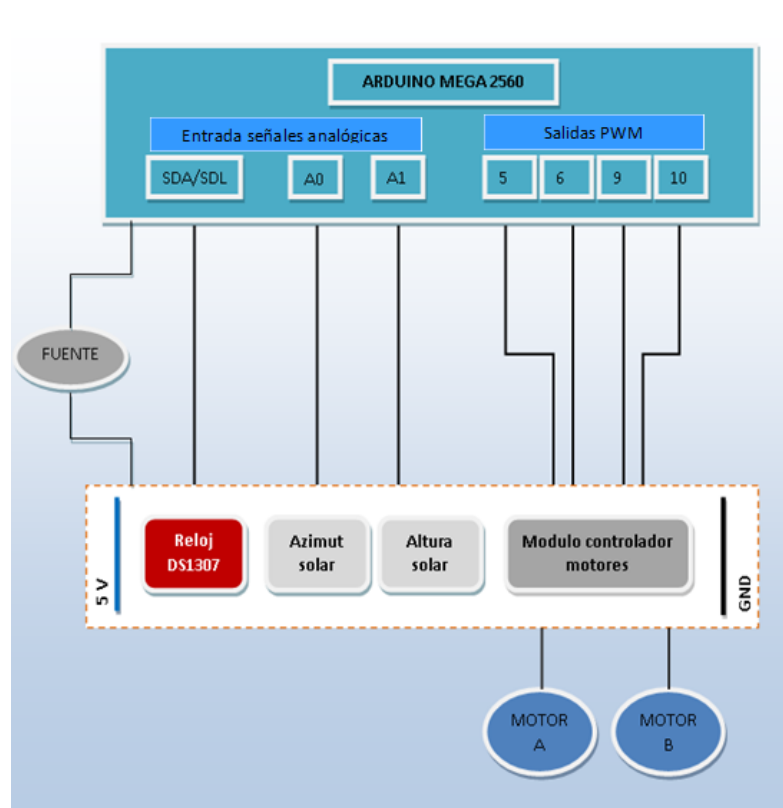 ARDUINO MEGA 2560
Entrada señales analógicas
Salidas PWM
SDA/SDL
A0
A1
5
6
9
10
FUENTE
5 V
Reloj
DS1307
Azimut
solar
Altura
solar
Modulo controlador
motores
GND
MOTOR
A
MOTOR
B